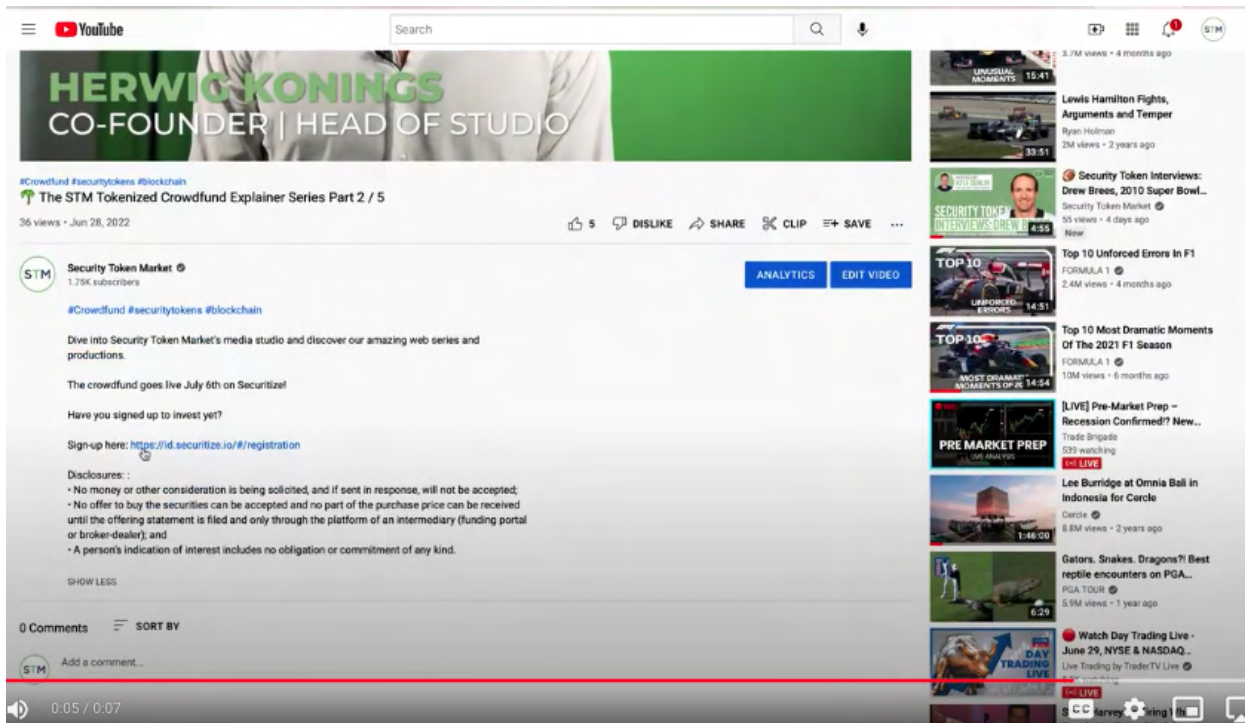 YouTube
Search
1
STM
HERWIG KONINGS
CO-FOUNDER | HEAD OF STUDIO
#Crowdfund #securitytokens #blockchain
The STM Tokenized Crowdfund Explainer Series Part 2 / 5
36 views • Jun 28, 2022
5 DISLIKE SHARE CLIP SAVE ...
STM
Security Token Market
1.75K subscribers
ANALYTICS EDIT VIDEO
#Crowdfund #securitytokens #blockchain
Dive into Security Token Market's media studio and discover our amazing web series and
productions.
The crowdfund goes live July 6th on Securitize!
Have you signed up to invest yet?
Sign-up here: https://id.securitize.io/#/registration
Disclosures: :
• No money or other consideration is being solicited, and if sent in response, will not be accepted;
• No offer to buy the securities can be accepted and no part of the purchase price can be received
until the offering statement is filed and only through the platform of an intermediary (funding portal
or broker-dealer); and
• A person's indication of interest includes no obligation or commitment of any kind.
SHOW LESS
0 Comments SORT BY
STM
Add a comment...
0:05 / 0:07
3.7M views • 4 months ago
UNUSUAL
MOMENTS
15:41
Lewis Hamilton Fights,
Arguments and Temper
Ryan Holman
2M views • 2 years ago
33:51
Security Token Interviews:
Drew Brees, 2010 Super Bowl...
Security Token Market
55 views • 4 days ago
New
SECURITY TOKEN
INTERVIEWS: DREW B
4:55
Top 10 Unforced Errors In F1
FORMULA 1
2.4M views • 4 months ago
TOP 10
UNFORCED
ERRORS
14:51
Top 10 Most Dramatic Moments
Of The 2021 F1 Season
FORMULA 1
10M views • 6 months ago
TOP 10
MOST DRAMATIC
MOMENTS OF 2
14:54
[LIVE] Pre-Market Prep –
Recession Confirmed!? New...
Trade Brigade
539 watching
LIVE
PRE MARKET PREP
LIVE ANALYSIS
Lee Burridge at Omnia Bali in
Indonesia for Cercle
Cercle
8.8M views • 2 years ago
1:46:00
Gators. Snakes. Dragons?! Best
reptile encounters on PGA...
PGA TOUR
5.9M views • 1 year ago
6:29
Watch Day Trading Live -
June 29, NYSE & NASDAQ...
Live Trading by TraderTV Live
LIVE
DAY
TRADING
LIVE
CC